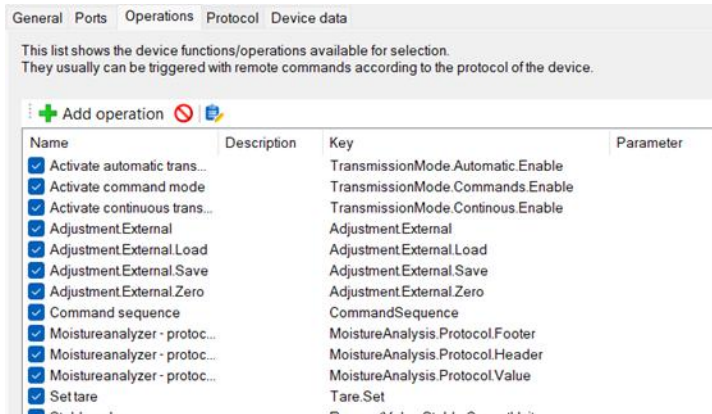 General Ports Operations Protocol Device data
This list shows the device functions/operations available for selection.
They usually can be triggered with remote commands according to the protocol of the device.
Add operation
Name Description Key Parameter
Activate automatic trans... TransmissionMode.Automatic.Enable
Activate command mode TransmissionMode.Commands.Enable
Activate continuous trans... TransmissionMode.Continous.Enable
Adjustment.External Adjustment.External
Adjustment.External.Load Adjustment.External.Load
Adjustment.External.Save Adjustment.External.Save
Adjustment.External.Zero Adjustment.External.Zero
Command sequence CommandSequence
Moistureanalyzer - protoc... MoistureAnalysis.Protocol.Footer
Moistureanalyzer - protoc... MoistureAnalysis.Protocol.Header
Moistureanalyzer - protoc... MoistureAnalysis.Protocol.Value
Set tare Tare.Set